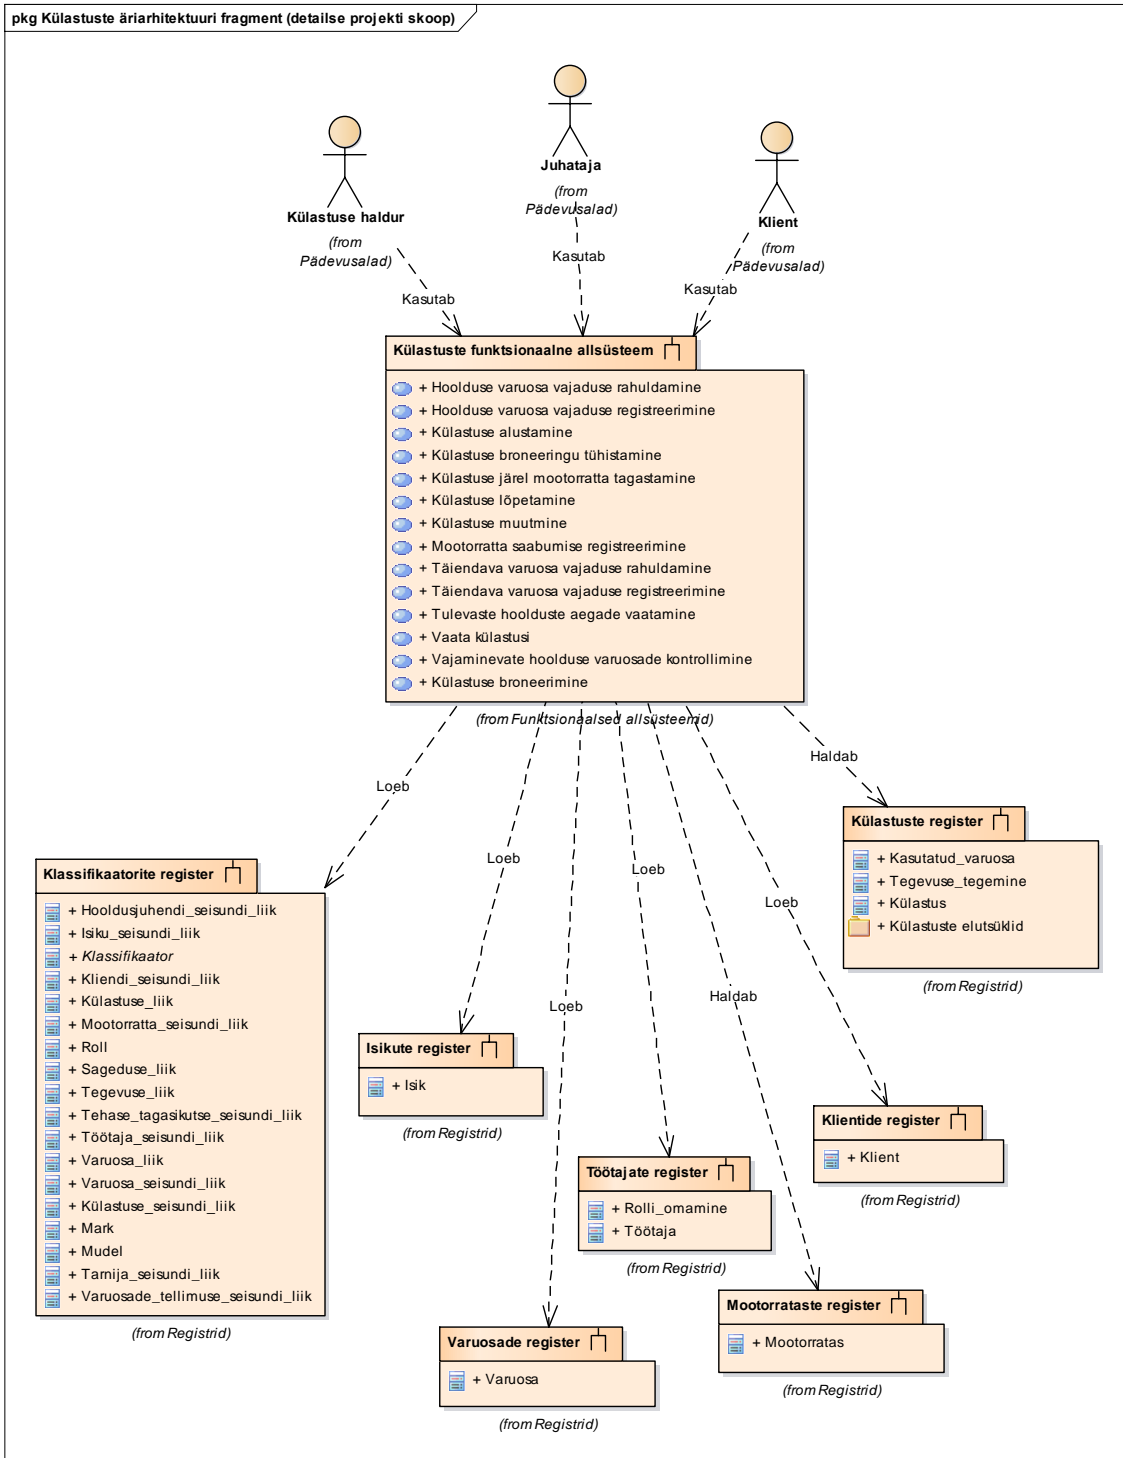 pkg Külastuste äriarhitektuuri fragment (detailse projekti skoop)
Külastuse haldur
(from
Pädevusalad)
Juhataja
(from
Pädevusalad)
Klient
(from
Pädevusalad)
Kasutab
Kasutab
Kasutab
Külastuste funktsionaalne allsüsteem
+ Hoolduse varuosa vajaduse rahuldamine
+ Hoolduse varuosa vajaduse registreerimine
+ Külastuse alustamine
+ Külastuse broneeringu tühistamine
+ Külastuse järel mootorratta tagastamine
+ Külastuse lõpetamine
+ Külastuse muutmine
+ Mootorratta saabumise registreerimine
+ Täiendava varuosa vajaduse rahuldamine
+ Täiendava varuosa vajaduse registreerimine
+ Tulevaste hoolduste aegade vaatamine
+ Vaata külastusi
+ Vajaminevate hoolduse varuosade kontrollimine
+ Külastuse broneerimine
(from Funktsionaalsed allsüsteemid)
Loeb
Loeb
Loeb
Loeb
Haldab
Loeb
Haldab
Külastuste register
+ Kasutatud_varuosa
+ Tegevuse_tegemine
+ Külastus
+ Külastuste elutsüklid
(from Registrid)
Klassifikaatorite register
+ Hooldusjuhendi_seisundi_liik
+ Isiku_seisundi_liik
+ Klassifikaator
+ Kliendi_seisundi_liik
+ Külastuse_liik
+ Mootorratta_seisundi_liik
+ Roll
+ Sageduse_liik
+ Tegevuse_liik
+ Tehase_tagasikutse_seisundi_liik
+ Töötaja_seisundi_liik
+ Varuosa_liik
+ Varuosa_seisundi_liik
+ Külastuse_seisundi_liik
+ Mark
+ Mudel
+ Tarnija_seisundi_liik
+ Varuosade_tellimuse_seisundi_liik
(from Registrid)
Isikute register
+ Isik
(from Registrid)
Klientide register
+ Klient
(from Registrid)
Töötajate register
+ Rolli_omamine
+ Töötaja
(from Registrid)
Mootorrataste register
+ Mootorratas
(from Registrid)
Varuosade register
+ Varuosa
(from Registrid)